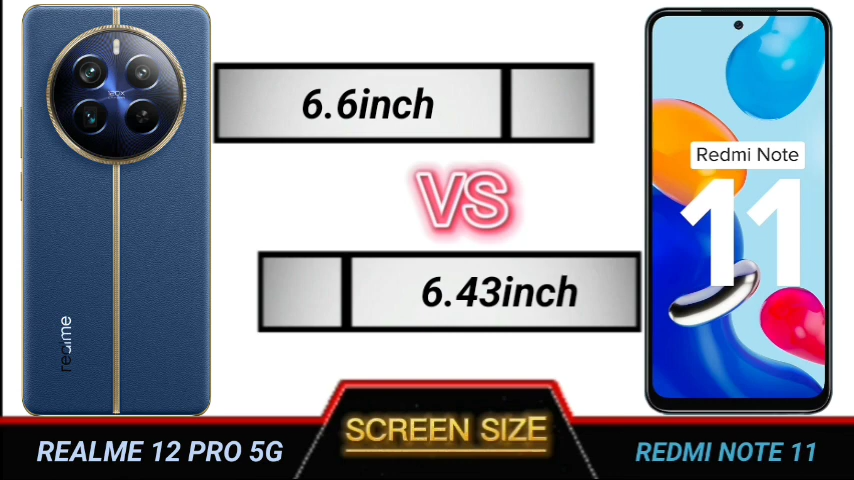 6.6inch
VS
6.43inch
Redmi Note
11
realme
SCREEN SIZE
REALME 12 PRO 5G
REDMI NOTE 11